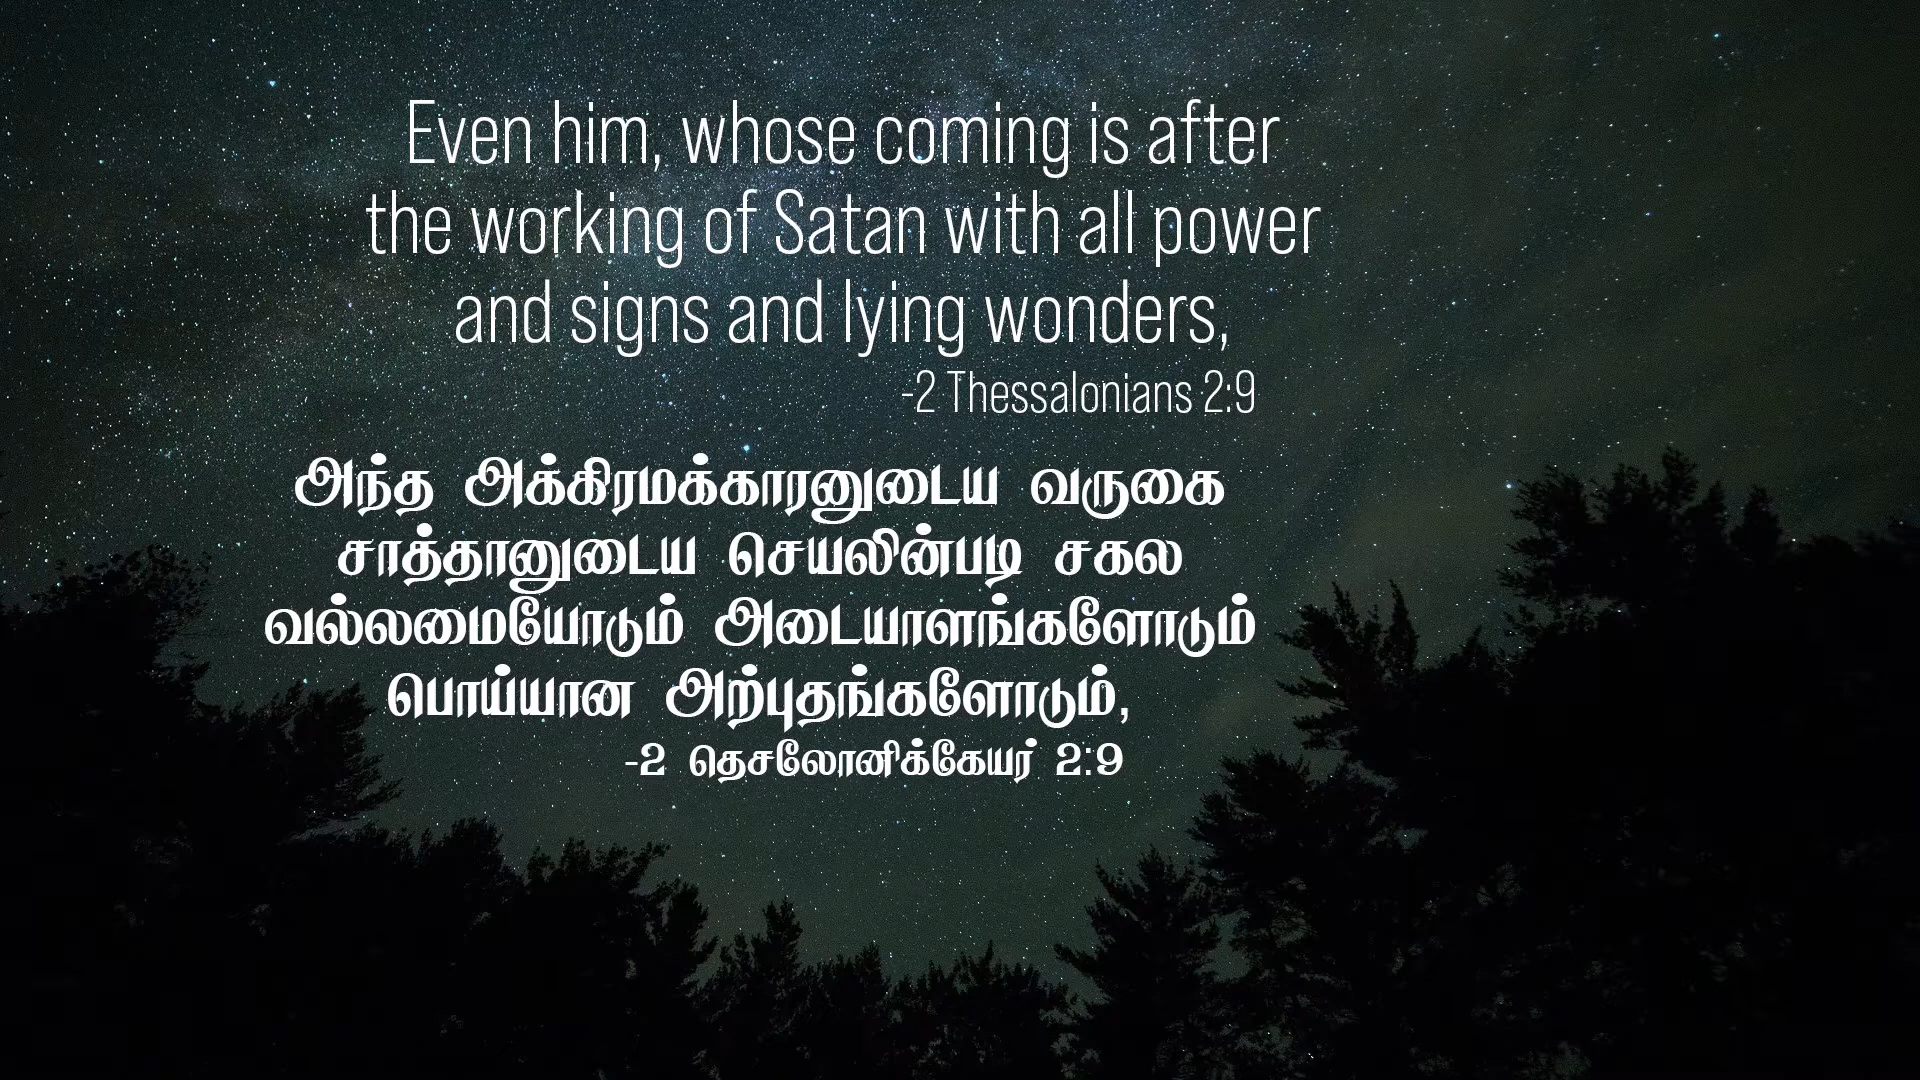 Even him, whose coming is after
the working of Satan with all power
and signs and lying wonders,
-2 Thessalonians 2:9
அந்த அக்கிரமக்காரனுடைய வருகை
சாத்தானுடைய செயலின்படி சகல
வல்லமையோடும் அடையாளங்களோடும்
பொய்யான அற்புதங்களோடும்,
-2 தெசலோனிக்கேயர் 2:9